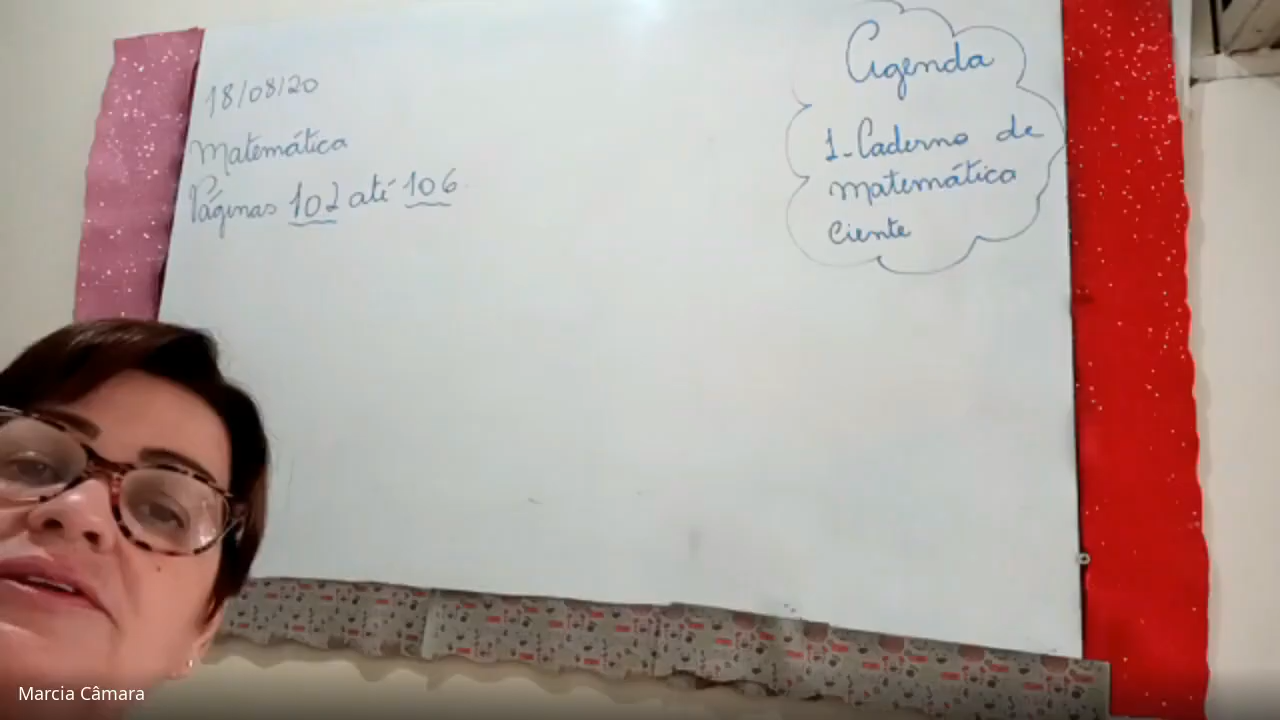 18/08/20
Matemática
Páginas 102 até 106
Agenda
1-Caderno de
matemática
Ciente
Marcia Câmara